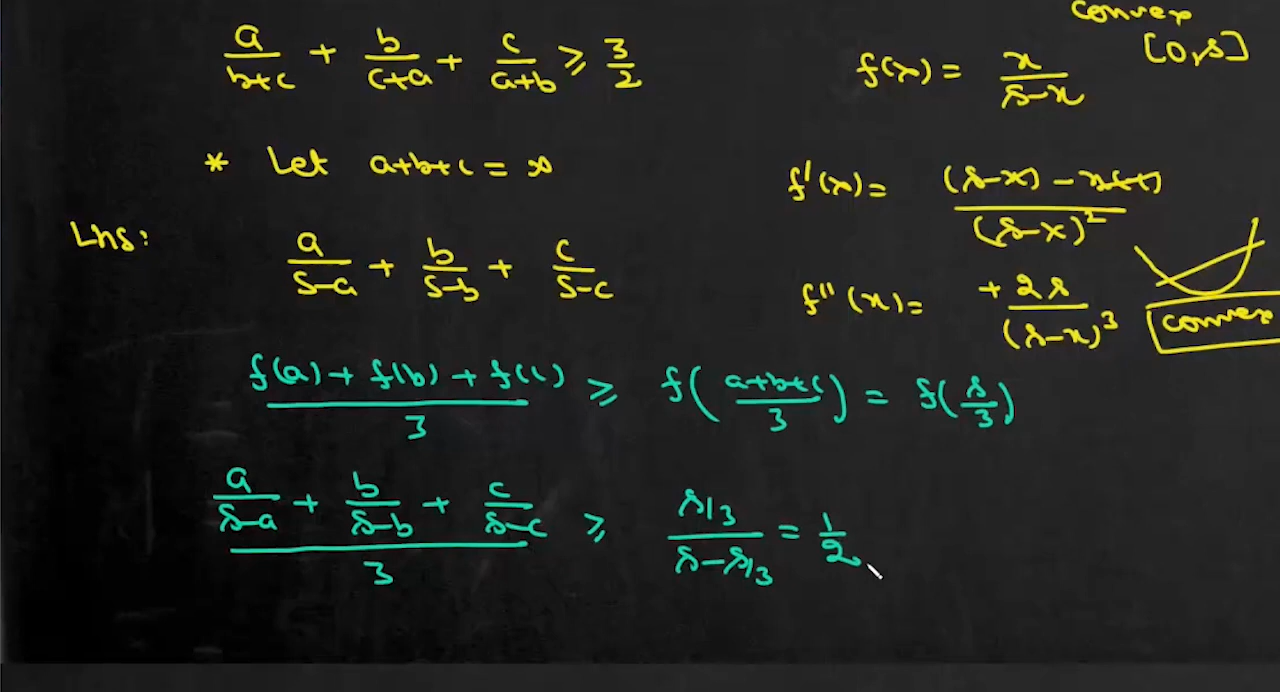 convex
a/(b+c) + b/(c+a) + c/(a+b) ≥ 3/2
f(x) = x/(s-x) [0,s]
* Let a+b+c = s
f'(x) = ((s-x) - x(-1))/(s-x)²
Lhs:
a/(s-a) + b/(s-b) + c/(s-c)
f''(x) = +2s/(s-x)³
convex
(f(a) + f(b) + f(c))/3 ≥ f((a+b+c)/3) = f(s/3)
(a/(s-a) + b/(s-b) + c/(s-c))/3 ≥ (s/3)/(s-s/3) = 1/2